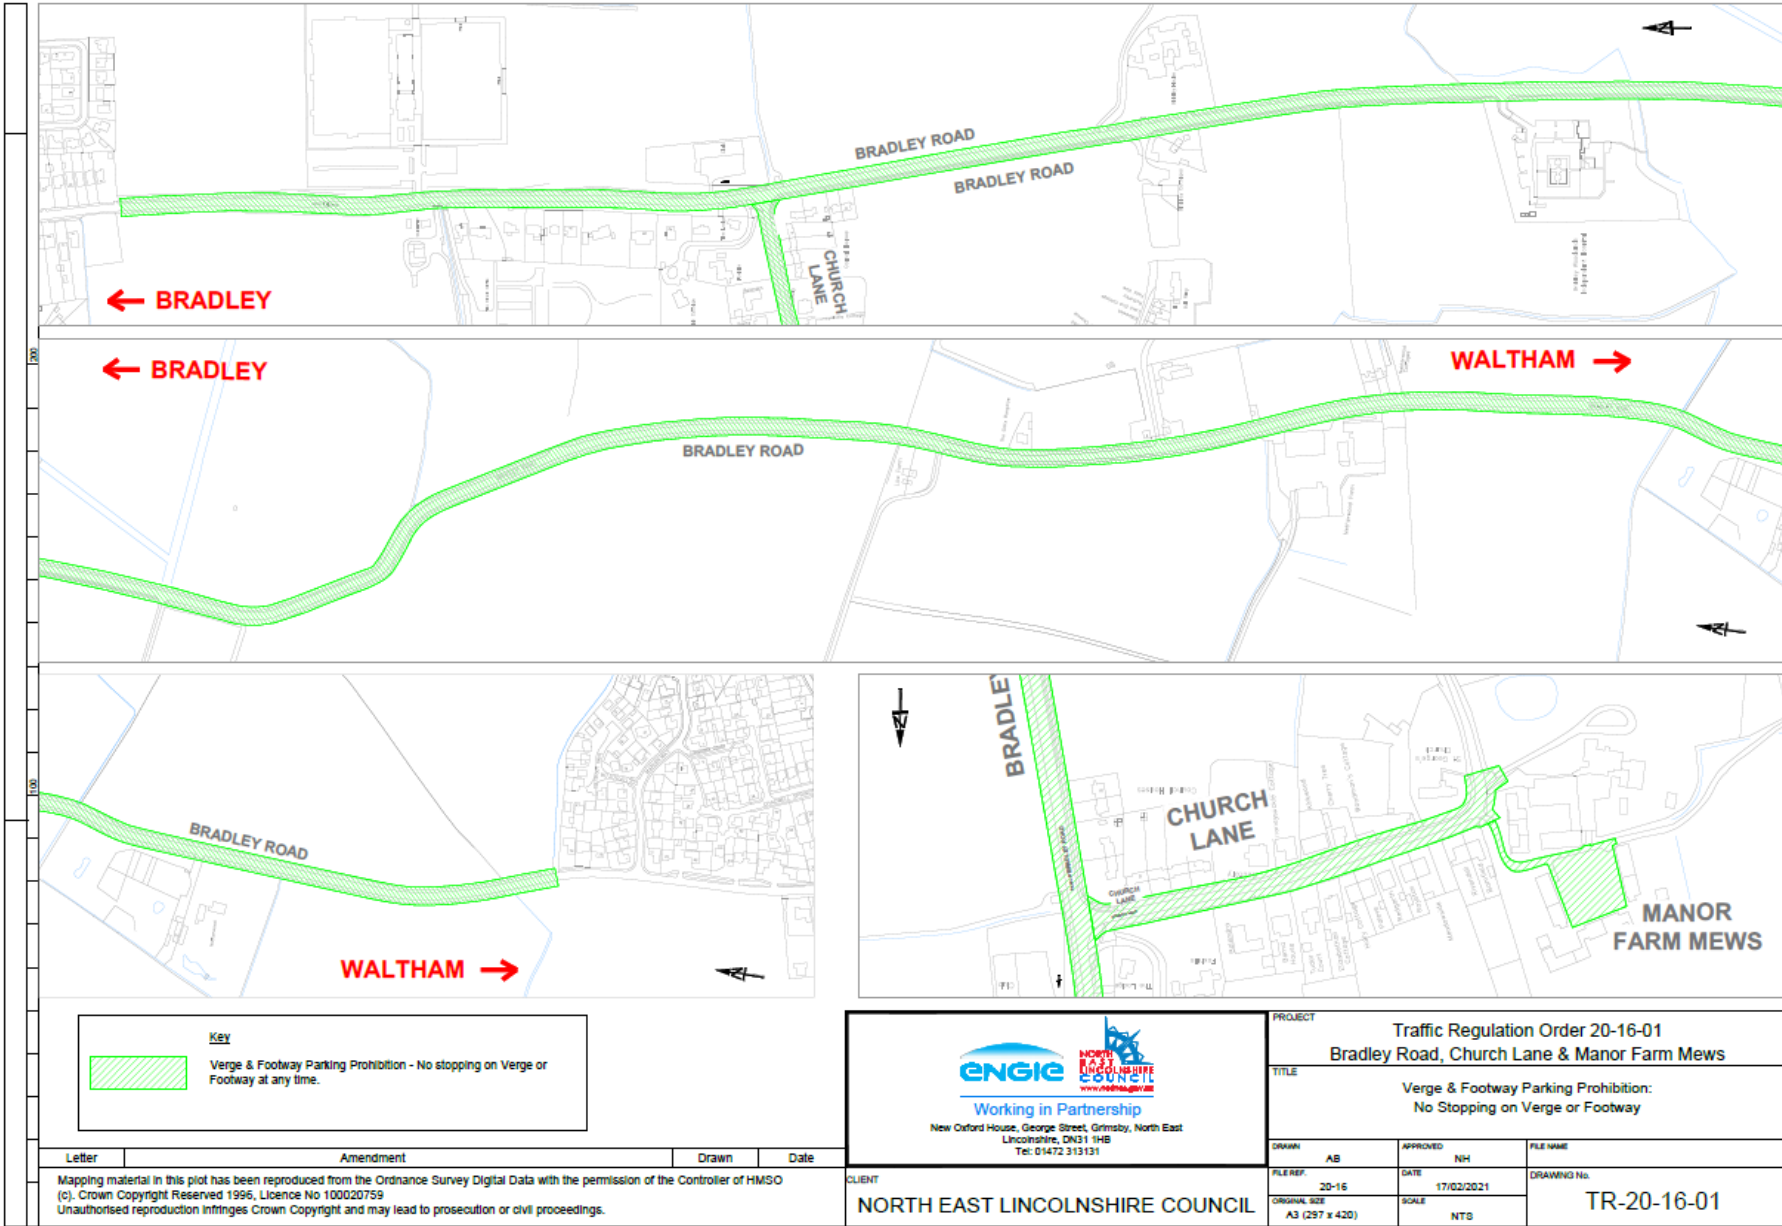 BRADLEY ROAD
BRADLEY ROAD
CHURCH
LANE
← BRADLEY
← BRADLEY
WALTHAM →
BRADLEY ROAD
200
100
BRADLEY ROAD
WALTHAM →
BRADLEY
CHURCH
LANE
CHURCH
LANE
MANOR
FARM MEWS
Key
Verge & Footway Parking Prohibition - No stopping on Verge or
Footway at any time.
Letter Amendment Drawn Date
Mapping material in this plot has been reproduced from the Ordnance Survey Digital Data with the permission of the Controller of HMSO
(c). Crown Copyright Reserved 1996, Licence No 100020759
Unauthorised reproduction infringes Crown Copyright and may lead to prosecution or civil proceedings.
ENGIE
NORTH
EAST
LINCOLNSHIRE
COUNCIL
Working in Partnership
New Oxford House, George Street, Grimsby, North East
Lincolnshire, DN31 1HB
Tel: 01472 313131
CLIENT
NORTH EAST LINCOLNSHIRE COUNCIL
PROJECT
Traffic Regulation Order 20-16-01
Bradley Road, Church Lane & Manor Farm Mews
TITLE
Verge & Footway Parking Prohibition:
No Stopping on Verge or Footway
DRAWN
AB
APPROVED
NH
FILE NAME
FILE REF.
20-16
DATE
17/02/2021
DRAWING No.
TR-20-16-01
ORIGINAL SIZE
A3 (297 x 420)
SCALE
NTS